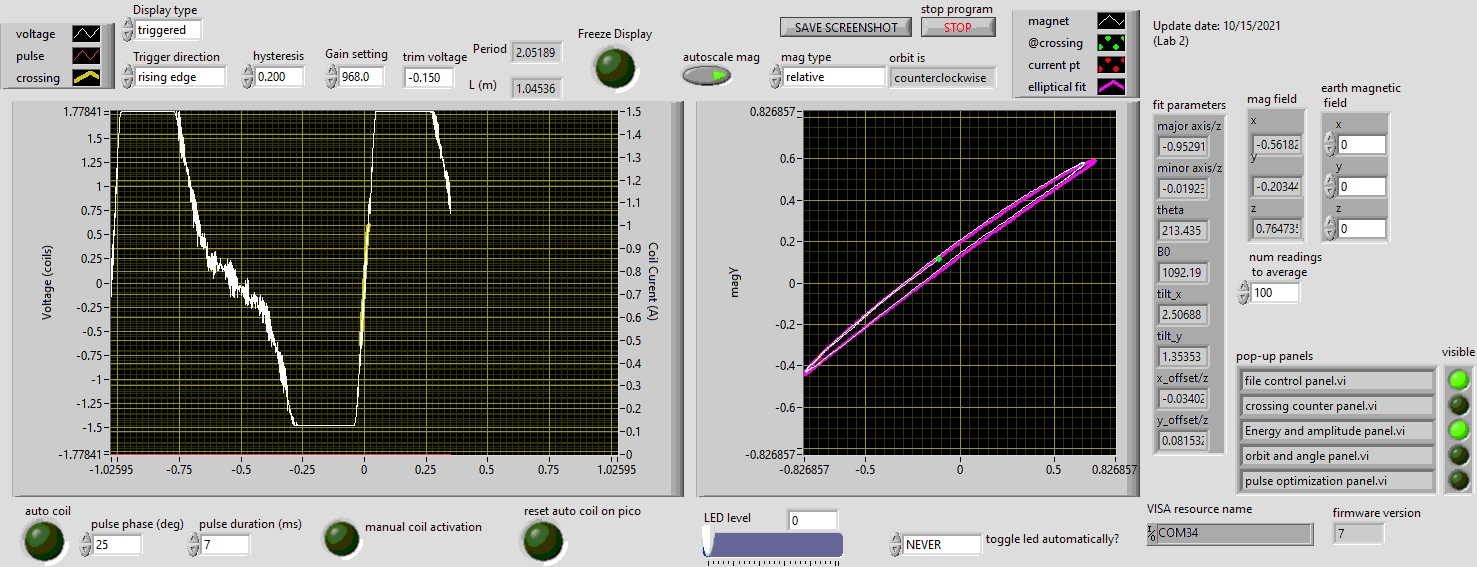 voltage
pulse
crossing
Display type
triggered
Trigger direction
rising edge
hysteresis
0.200
Gain setting
968.0
trim voltage
-0.150
Period
2.05189
L (m)
1.04536
Freeze Display
SAVE SCREENSHOT
stop program
STOP
autoscale mag
mag type
relative
orbit is
counterclockwise
magnet
@crossing
current pt
elliptical fit
Update date: 10/15/2021
(Lab 2)
Voltage (coils)
1.77841
1.5
1.25
1
0.75
0.5
0.25
0
-0.25
-0.5
-0.75
-1
-1.25
-1.5
-1.77841
-1.02595
-0.75
-0.5
-0.25
0
0.25
0.5
0.75
1.02595
1.5
1.4
1.3
1.2
1.1
1
0.9
0.8
0.7
0.6
0.5
0.4
0.3
0.2
0.1
0
Coil Current (A)
magY
0.826857
0.6
0.4
0.2
0
-0.2
-0.4
-0.6
-0.826857
-0.826857
-0.5
0
0.5
0.826857
fit parameters
major axis/z
-0.95291
minor axis/z
-0.01923
theta
213.435
B0
1092.19
tilt_x
2.50688
tilt_y
1.35353
x_offset/z
-0.03402
y_offset/z
0.081532
mag field
x
-0.56182
y
-0.20344
z
0.764735
earth magnetic
field
x
0
y
0
z
0
num readings
to average
100
pop-up panels
visible
file control panel.vi
crossing counter panel.vi
Energy and amplitude panel.vi
orbit and angle panel.vi
pulse optimization panel.vi
auto coil
pulse phase (deg)
25
pulse duration (ms)
7
manual coil activation
reset auto coil on pico
LED level
0
NEVER
toggle led automatically?
VISA resource name
COM34
firmware version
7